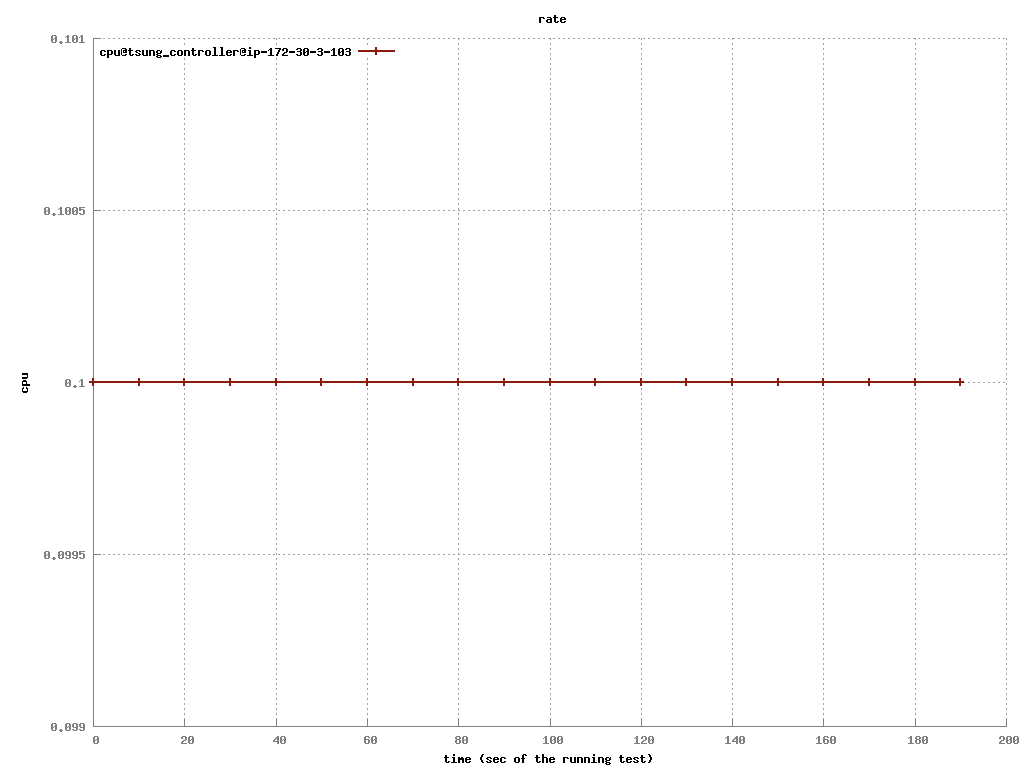 rate
0.101
cpu@tsung_controller@ip-172-30-3-103
0.1005
cpu
0.1
0.0995
0.099
0 20 40 60 80 100 120 140 160 180 200
time (sec of the running test)